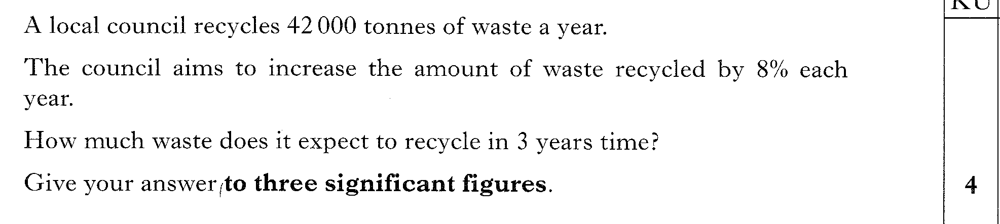 KU
A local council recycles 42 000 tonnes of waste a year.
The council aims to increase the amount of waste recycled by 8% each
year.
How much waste does it expect to recycle in 3 years time?
Give your answer to three significant figures.
4